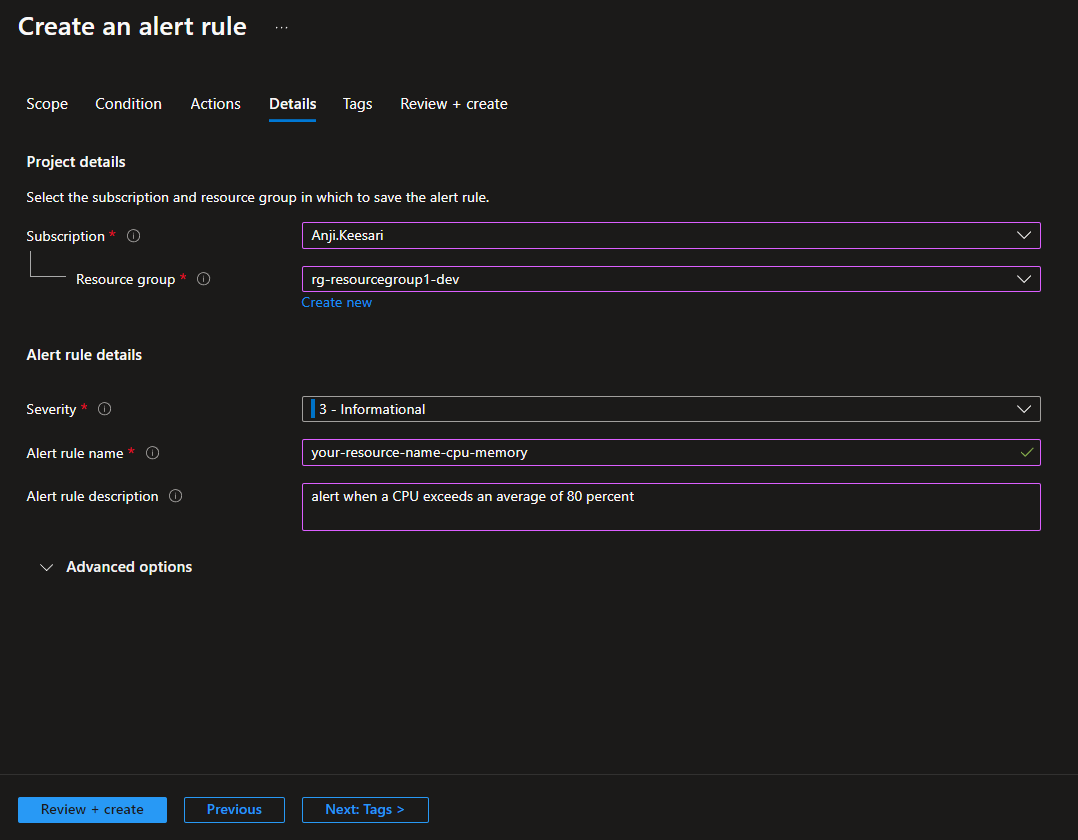 Create an alert rule ...
Scope Condition Actions Details Tags Review + create
Project details
Select the subscription and resource group in which to save the alert rule.
Subscription * Anji.Keesari
Resource group * rg-resourcegroup1-dev
Create new
Alert rule details
Severity * 3 - Informational
Alert rule name * your-resource-name-cpu-memory
Alert rule description alert when a CPU exceeds an average of 80 percent
Advanced options
Review + create Previous Next: Tags >